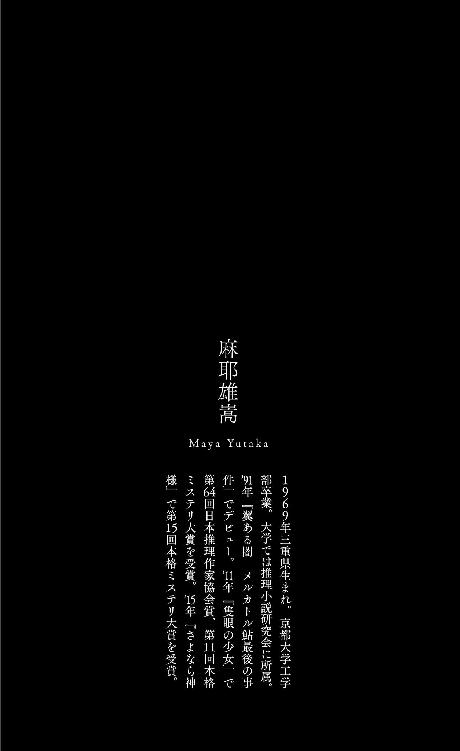 麻耶雄嵩
Maya Yutaka
1969年三重県生まれ。京都大学工学
部卒業。大学では推理小説研究会に所属。
'91年『翼ある闇 メルカトル鮎最後の事
件』でデビュー。'11年『隻眼の少女』で
第64回日本推理作家協会賞、第11回本格
ミステリ大賞を受賞。'15年『さよなら神
様』で第15回本格ミステリ大賞を受賞。